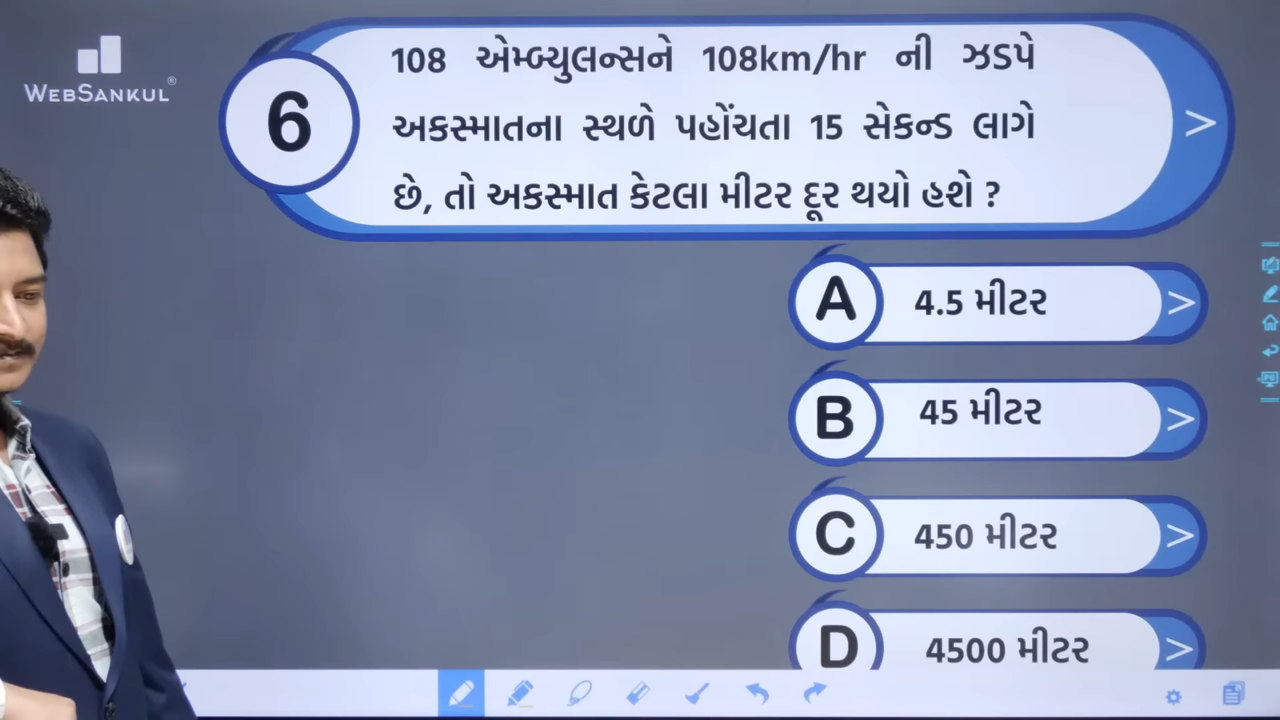 WEBSANKUL®
6
108 એમ્બ્યુલન્સને 108km/hr ની ઝડપે
અકસ્માતના સ્થળે પહોંચતા 15 સેકન્ડ લાગે
છે, તો અકસ્માત કેટલા મીટર દૂર થયો હશે ?
>
A 4.5 મીટર >
B 45 મીટર >
C 450 મીટર >
D 4500 મીટર >